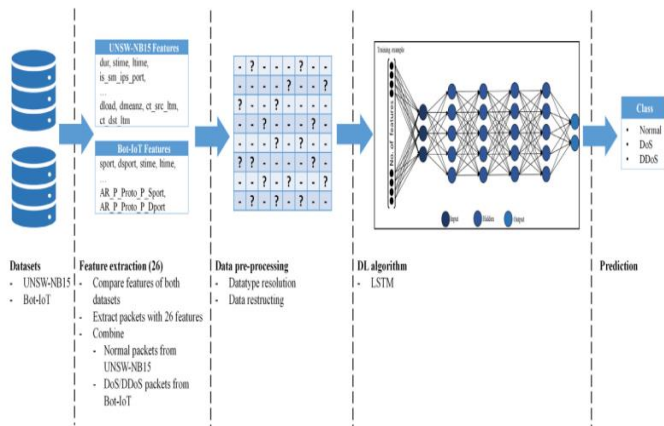 UNSW-NB15 Features
dur, stime, ltime,
is_sm_ips_port,
...
dload, dmeanz, ct_src_ltm,
ct_dst_ltm
Bot-IoT Features
sport, dsport, stime, ltime,
...
AR_P_Proto_P_Sport,
AR_P_Proto_P_Dport
- ? - - - ? - -
- - - - ? - - ?
? - - ? - - - -
- - ? - - - ? -
- - - ? - ? - -
? ? - - - - ? -
- - ? - ? - - ?
- ? - ? - ? - -
Training example
No. of features
Input
Hidden
Output
Class
• Normal
• DoS
• DDoS
Datasets
- UNSW-NB15
- Bot-IoT
Feature extraction (26)
- Compare features of both
datasets
- Extract packets with 26 features
- Combine
- Normal packets from
UNSW-NB15
- DoS/DDoS packets from
Bot-IoT
Data pre-processing
- Datatype resolution
- Data restructing
DL algorithm
- LSTM
Prediction